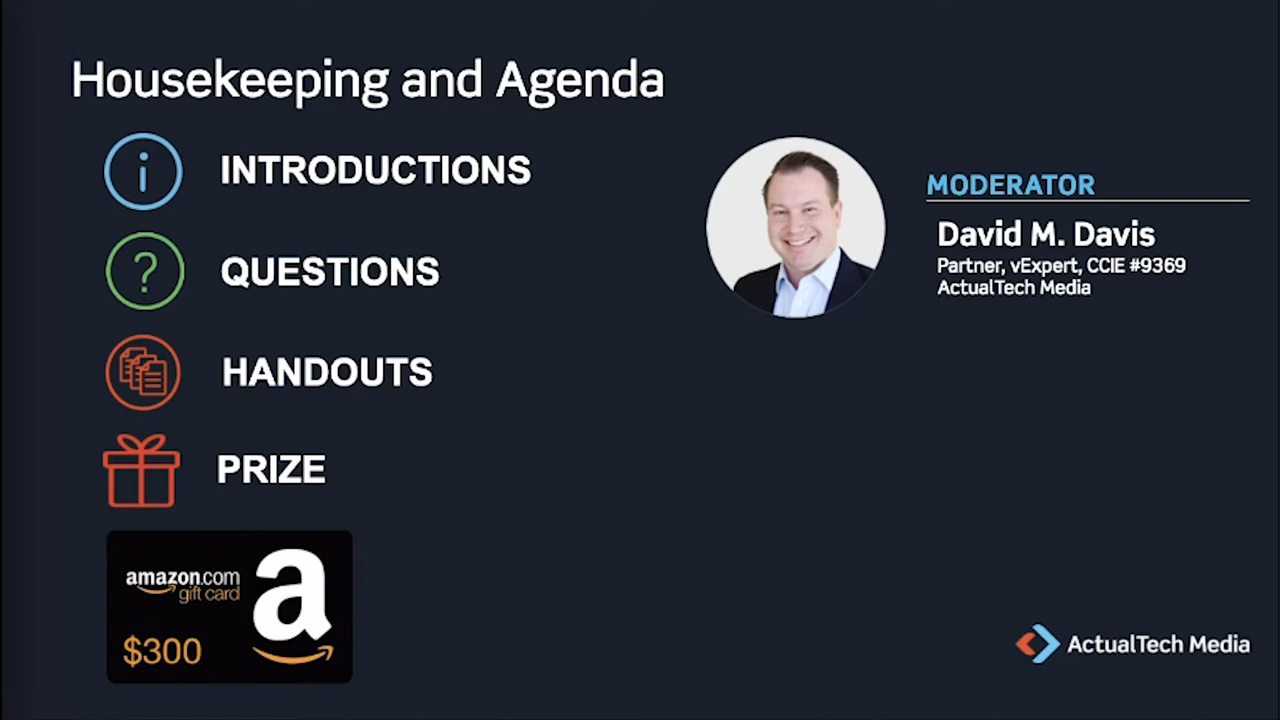 Housekeeping and Agenda
INTRODUCTIONS
QUESTIONS
HANDOUTS
PRIZE
amazon.com
gift card
$300
MODERATOR
David M. Davis
Partner, vExpert, CCIE #9369
ActualTech Media
ActualTech Media